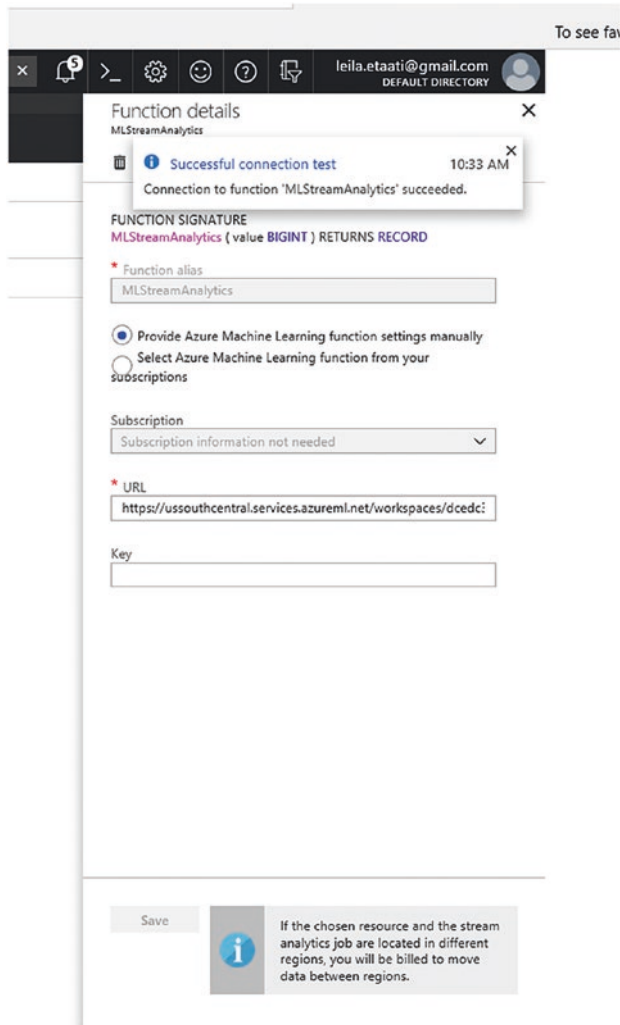 To see fav
5
leila.etaati@gmail.com
DEFAULT DIRECTORY
Function details
MLStreamAnalytics
Successful connection test 10:33 AM
Connection to function 'MLStreamAnalytics' succeeded.
FUNCTION SIGNATURE
MLStreamAnalytics ( value BIGINT ) RETURNS RECORD
* Function alias
MLStreamAnalytics
Provide Azure Machine Learning function settings manually
Select Azure Machine Learning function from your
subscriptions
Subscription
Subscription information not needed
* URL
https://ussouthcentral.services.azureml.net/workspaces/dcedc3
Key
Save
If the chosen resource and the stream
analytics job are located in different
regions, you will be billed to move
data between regions.